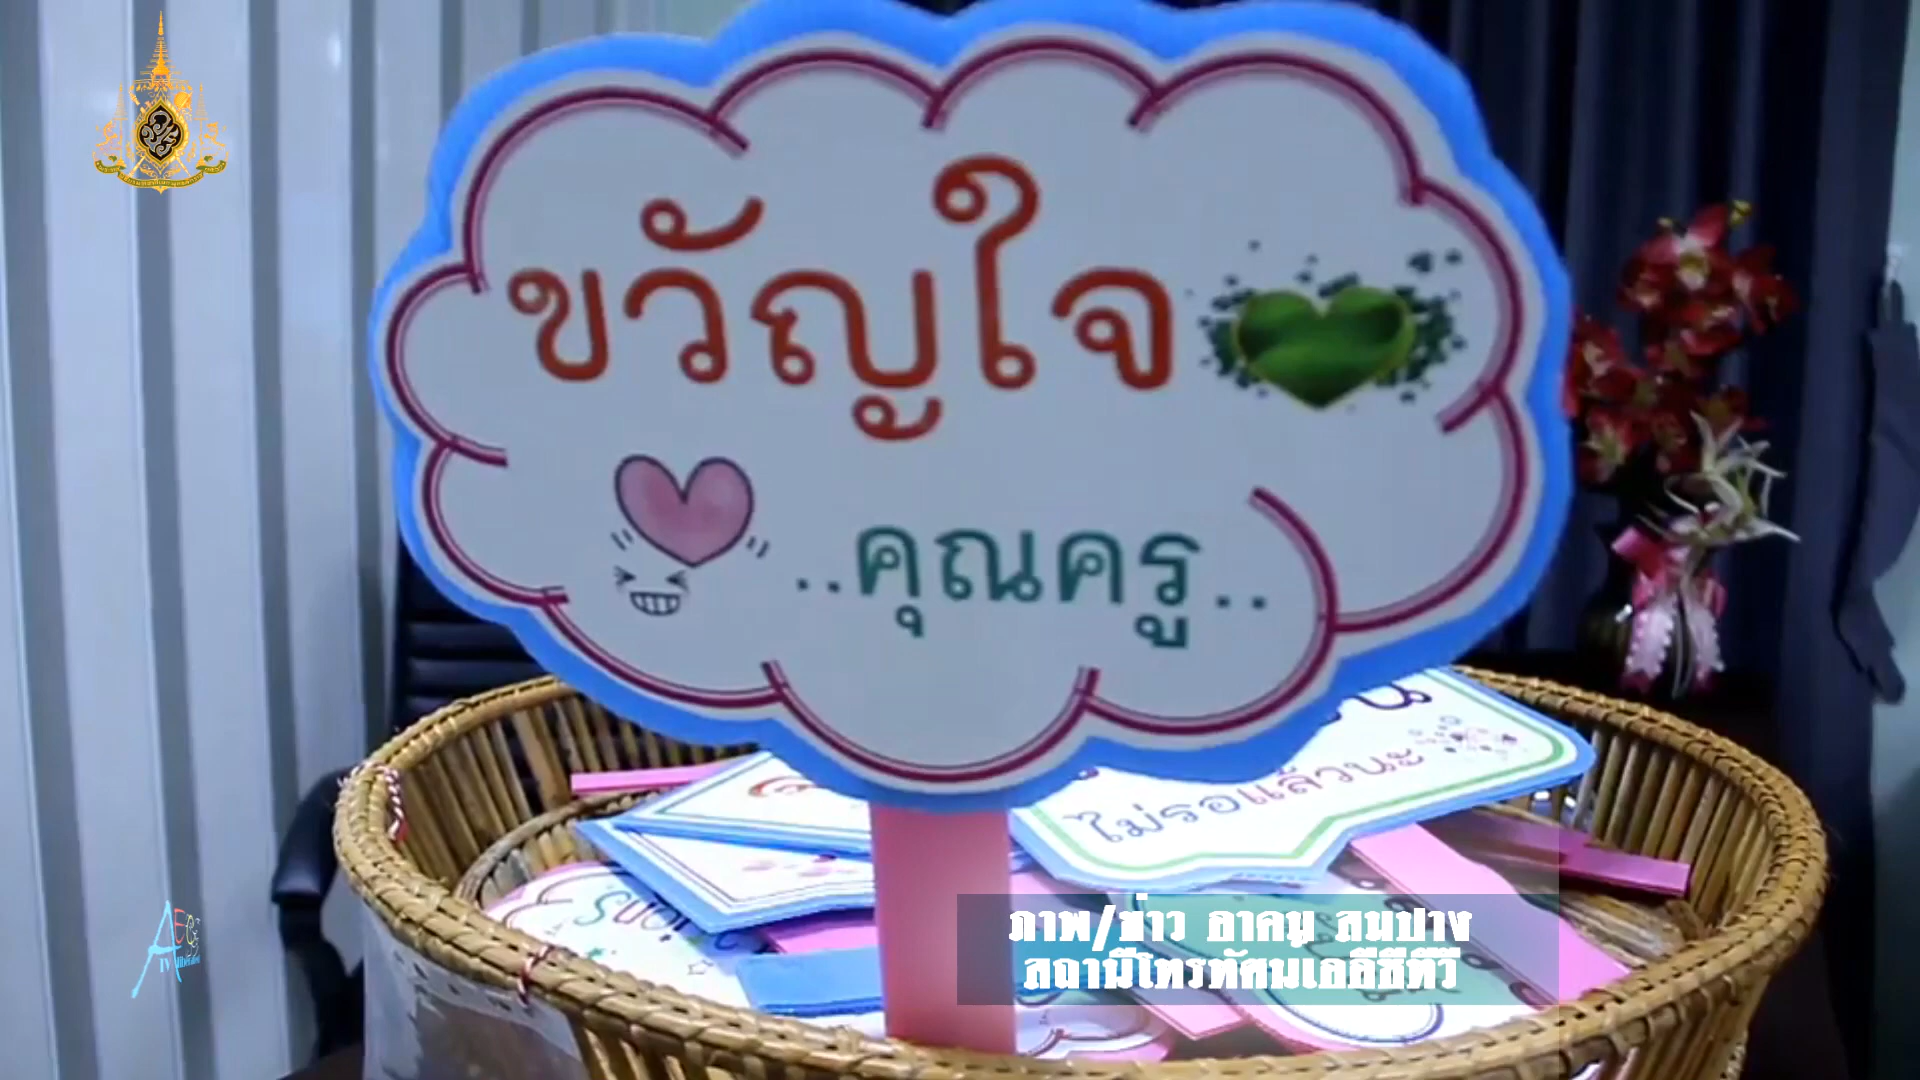 ขวัญใจ
..คุณครู..
ไม่รอแล้วนะ
ภาพ/ข่าว อาคม สมปาง
สถานีโทรทัศนเออีซีทีวี